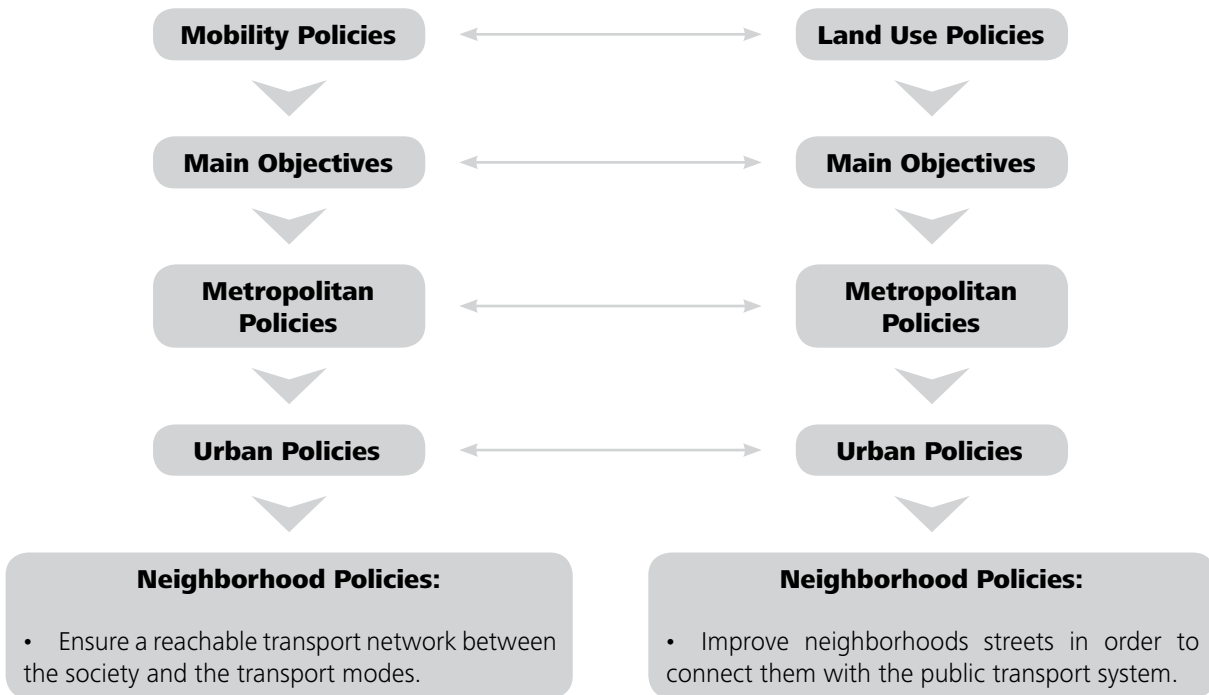 Mobility Policies
Land Use Policies
Main Objectives
Main Objectives
Metropolitan
Policies
Metropolitan
Policies
Urban Policies
Urban Policies
Neighborhood Policies:
• Ensure a reachable transport network between
the society and the transport modes.
Neighborhood Policies:
• Improve neighborhoods streets in order to
connect them with the public transport system.